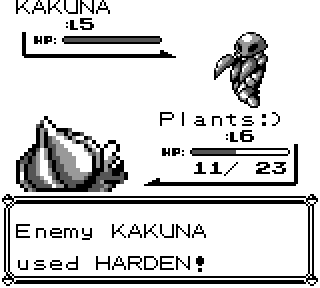 KAKUNA
:L5
HP:
Plants:)
:L6
HP:
11/ 23
Enemy KAKUNA
used HARDEN!